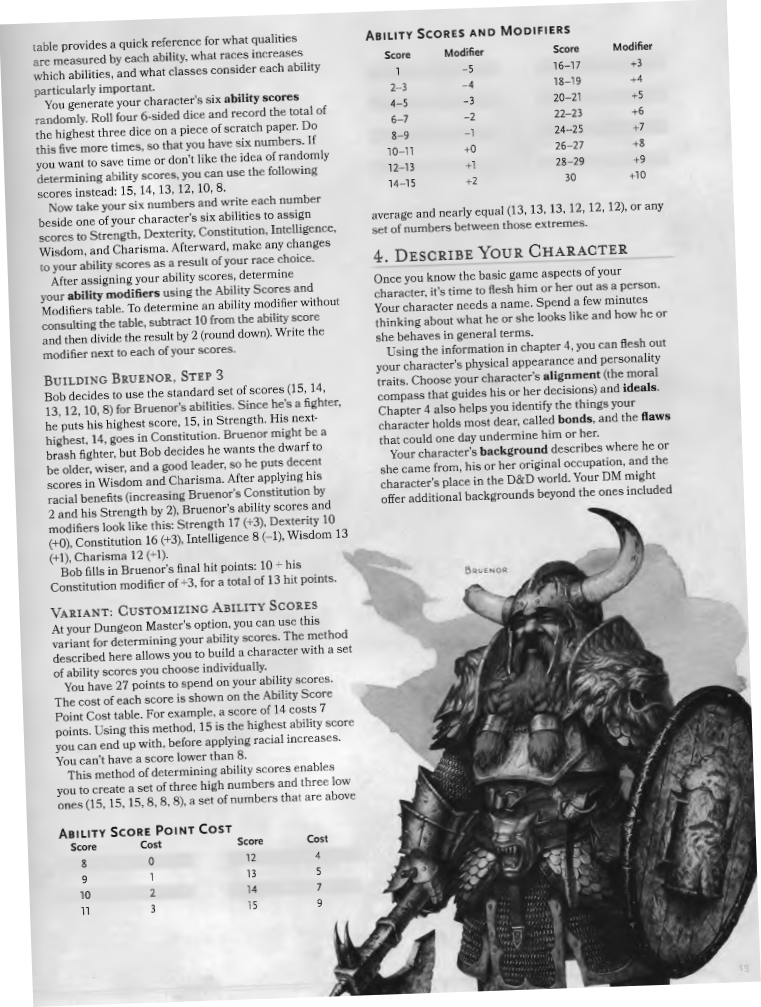 table provides a quick reference for what qualities
are measured by each ability, what races increases
which abilities, and what classes consider each ability
particularly important.
You generate your character's six ability scores
randomly. Roll four 6-sided dice and record the total of
the highest three dice on a piece of scratch paper. Do
this five more times, so that you have six numbers. If
you want to save time or don't like the idea of randomly
determining ability scores, you can use the following
scores instead: 15, 14, 13, 12, 10, 8.
Now take your six numbers and write each number
beside one of your character's six abilities to assign
scores to Strength, Dexterity, Constitution, Intelligence,
Wisdom, and Charisma. Afterward, make any changes
to your ability scores as a result of your race choice.
After assigning your ability scores, determine
your ability modifiers using the Ability Scores and
Modifiers table. To determine an ability modifier without
consulting the table, subtract 10 from the ability score
and then divide the result by 2 (round down). Write the
modifier next to each of your scores.
BUILDING BRUENOR, STEP 3
Bob decides to use the standard set of scores (15, 14,
13, 12, 10, 8) for Bruenor's abilities. Since he's a fighter,
he puts his highest score, 15, in Strength. His next-
highest, 14, goes in Constitution. Bruenor might be a
brash fighter, but Bob decides he wants the dwarf to
be older, wiser, and a good leader, so he puts decent
scores in Wisdom and Charisma. After applying his
racial benefits (increasing Bruenor's Constitution by
2 and his Strength by 2), Bruenor's ability scores and
modifiers look like this: Strength 17 (+3), Dexterity 10
(+0), Constitution 16 (+3), Intelligence 8 (–1), Wisdom 13
(+1), Charisma 12 (+1).
Bob fills in Bruenor's final hit points: 10 + his
Constitution modifier of +3, for a total of 13 hit points.
VARIANT: CUSTOMIZING ABILITY SCORES
At your Dungeon Master's option, you can use this
variant for determining your ability scores. The method
described here allows you to build a character with a set
of ability scores you choose individually.
You have 27 points to spend on your ability scores.
The cost of each score is shown on the Ability Score
Point Cost table. For example, a score of 14 costs 7
points. Using this method, 15 is the highest ability score
you can end up with, before applying racial increases.
You can't have a score lower than 8.
This method of determining ability scores enables
you to create a set of three high numbers and three low
ones (15, 15, 15, 8, 8, 8), a set of numbers that are above
ABILITY SCORE POINT COST
Score Cost Score Cost
8 0 12 4
9 1 13 5
10 2 14 7
11 3 15 9
ABILITY SCORES AND MODIFIERS
Score Modifier Score Modifier
1 –5 16–17 +3
2–3 –4 18–19 +4
4–5 –3 20–21 +5
6–7 –2 22–23 +6
8–9 –1 24–25 +7
10–11 +0 26–27 +8
12–13 +1 28–29 +9
14–15 +2 30 +10
average and nearly equal (13, 13, 13, 12, 12, 12), or any
set of numbers between those extremes.
4. DESCRIBE YOUR CHARACTER
Once you know the basic game aspects of your
character, it's time to flesh him or her out as a person.
Your character needs a name. Spend a few minutes
thinking about what he or she looks like and how he or
she behaves in general terms.
Using the information in chapter 4, you can flesh out
your character's physical appearance and personality
traits. Choose your character's alignment (the moral
compass that guides his or her decisions) and ideals.
Chapter 4 also helps you identify the things your
character holds most dear, called bonds, and the flaws
that could one day undermine him or her.
Your character's background describes where he or
she came from, his or her original occupation, and the
character's place in the D&D world. Your DM might
offer additional backgrounds beyond the ones included
BRUENOR